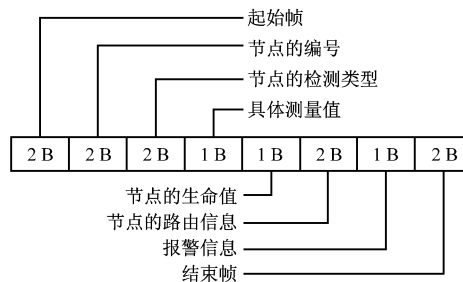 起始帧
节点的编号
节点的检测类型
具体测量值
2 B 2 B 2 B 1 B 1 B 2 B 1 B 2 B
节点的生命值
节点的路由信息
报警信息
结束帧